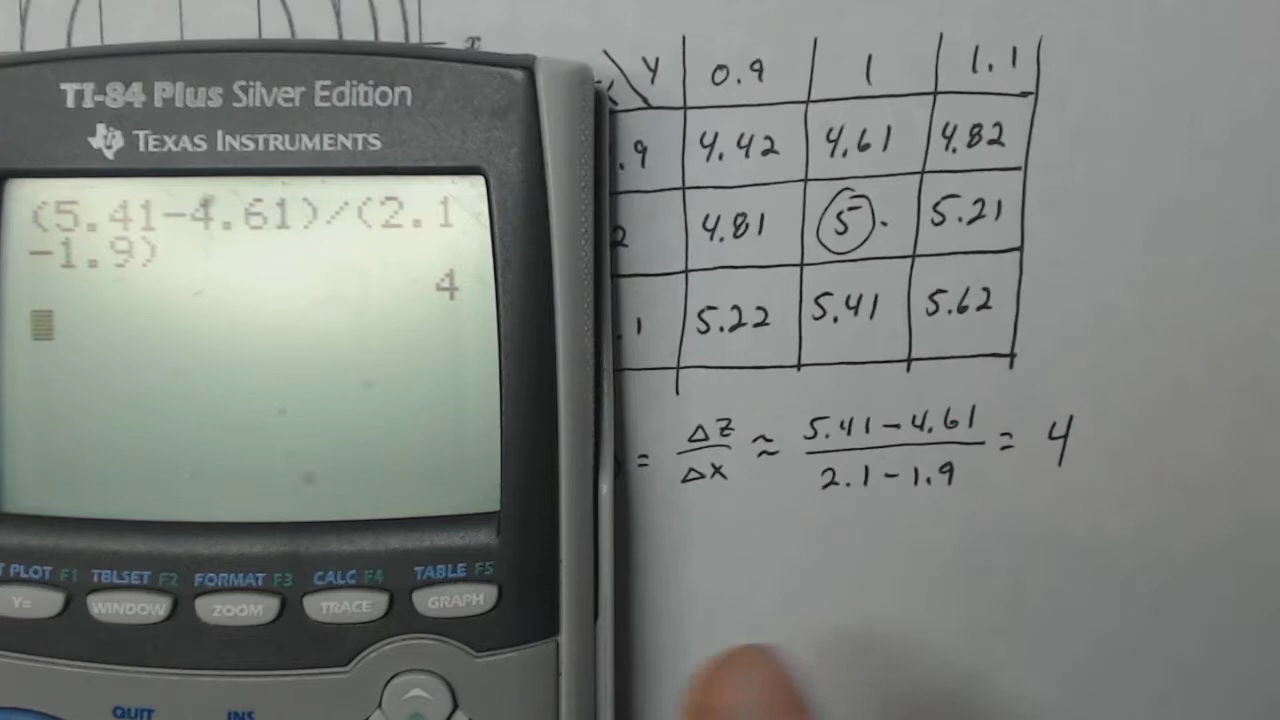 x
TI-84 Plus Silver Edition
TEXAS INSTRUMENTS
(5.41-4.61)/(2.1
-1.9)
4
Y 0.9 1 1.1
.9 4.42 4.61 4.82
2 4.81 5 . 5.21
.1 5.22 5.41 5.62
= ΔZ/ΔX ≈ 5.41-4.61/2.1-1.9 = 4
T PLOT F1 TBLSET F2 FORMAT F3 CALC F4 TABLE F5
Y= WINDOW ZOOM TRACE GRAPH
QUIT INS